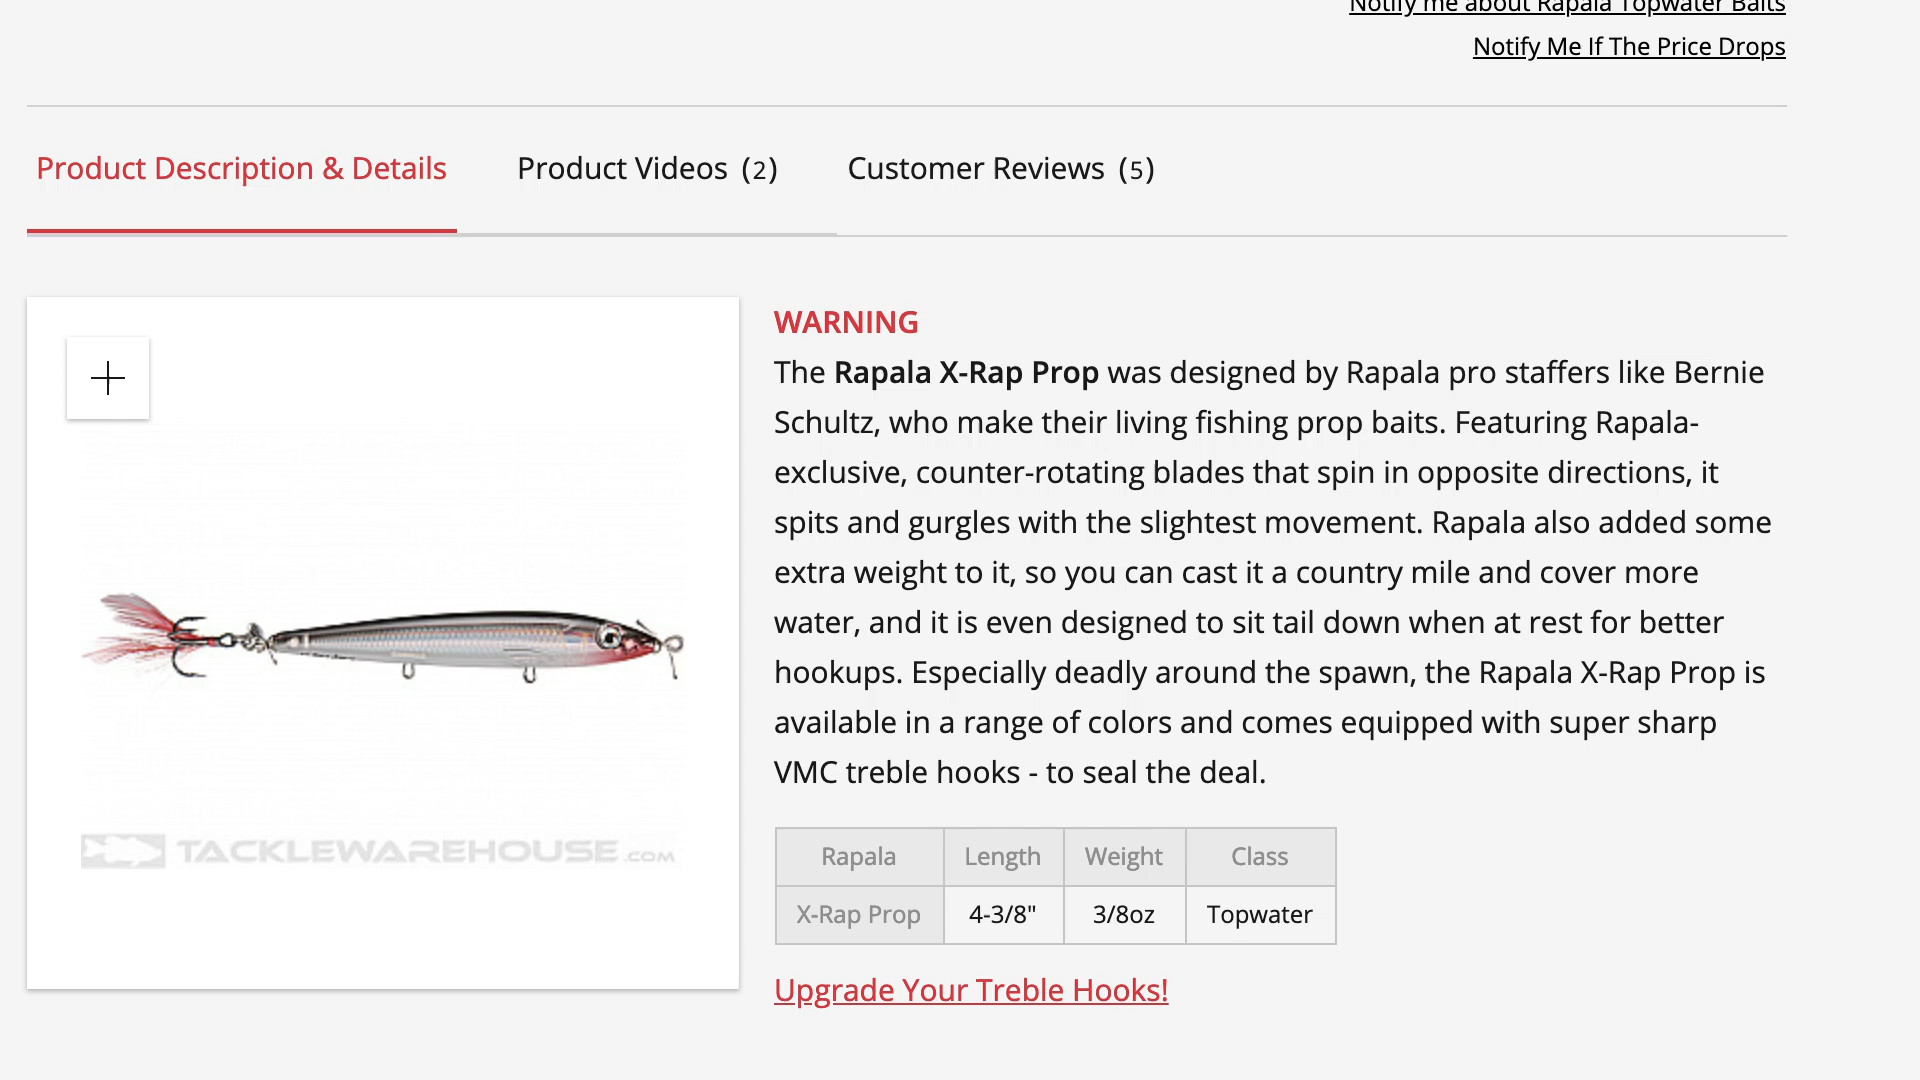 Notify me about Rapala Topwater Baits
Notify Me If The Price Drops
Product Description & Details
Product Videos (2)
Customer Reviews (5)
WARNING
The Rapala X-Rap Prop was designed by Rapala pro staffers like Bernie
Schultz, who make their living fishing prop baits. Featuring Rapala-
exclusive, counter-rotating blades that spin in opposite directions, it
spits and gurgles with the slightest movement. Rapala also added some
extra weight to it, so you can cast it a country mile and cover more
water, and it is even designed to sit tail down when at rest for better
hookups. Especially deadly around the spawn, the Rapala X-Rap Prop is
available in a range of colors and comes equipped with super sharp
VMC treble hooks - to seal the deal.
TACKLEWAREHOUSE.COM
Rapala Length Weight Class
X-Rap Prop 4-3/8" 3/8oz Topwater
Upgrade Your Treble Hooks!